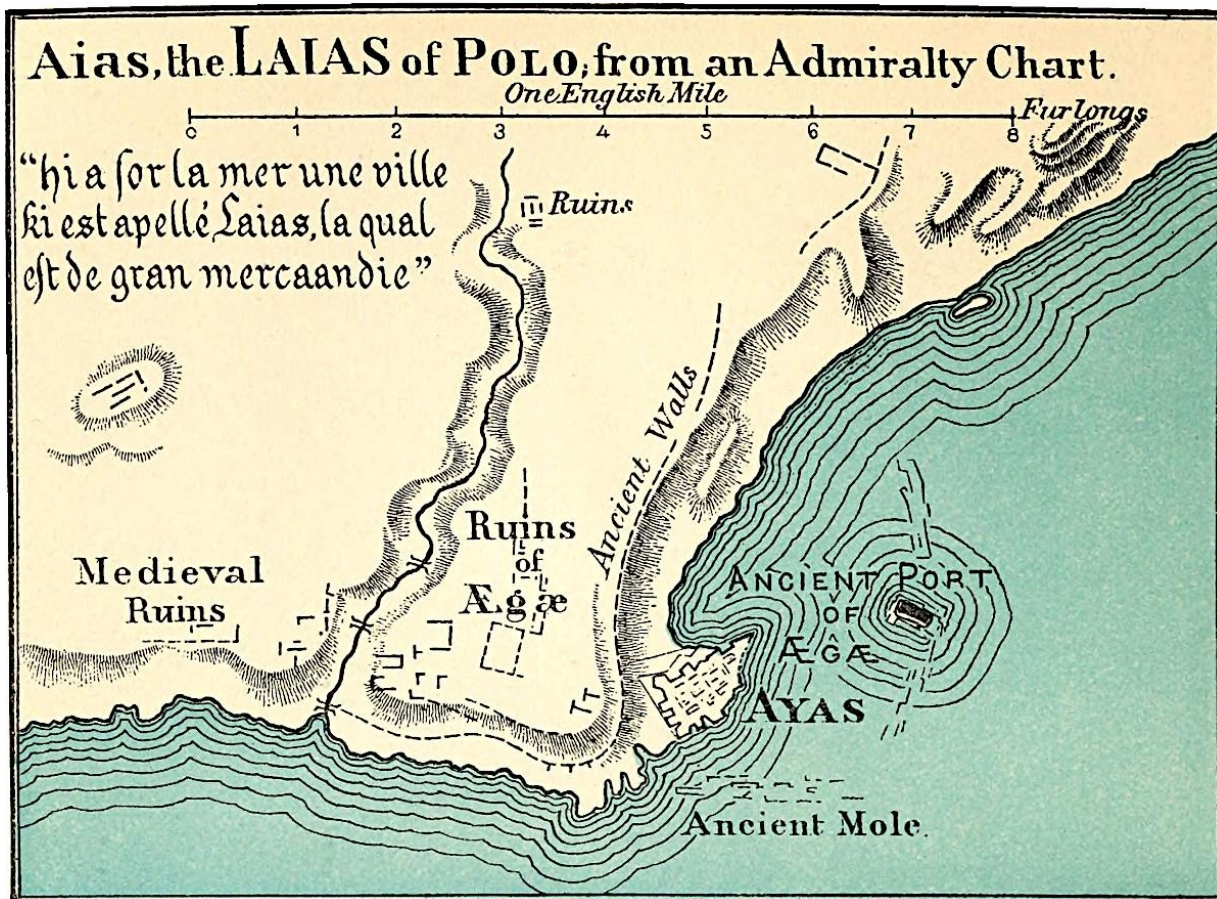 Aias, the LAIAS of POLO, from an Admiralty Chart.
One English Mile
0 1 2 3 4 5 6 7 8 Furlongs
"hi a sor la mer une ville
ki est apellé Laias, la qual
est de gran mercaandie"
Ruins
Ancient Walls
Ruins
of
Ægæ
Medieval
Ruins
ANCIENT PORT
OF
ÆGÆ
AYAS
Ancient Mole.